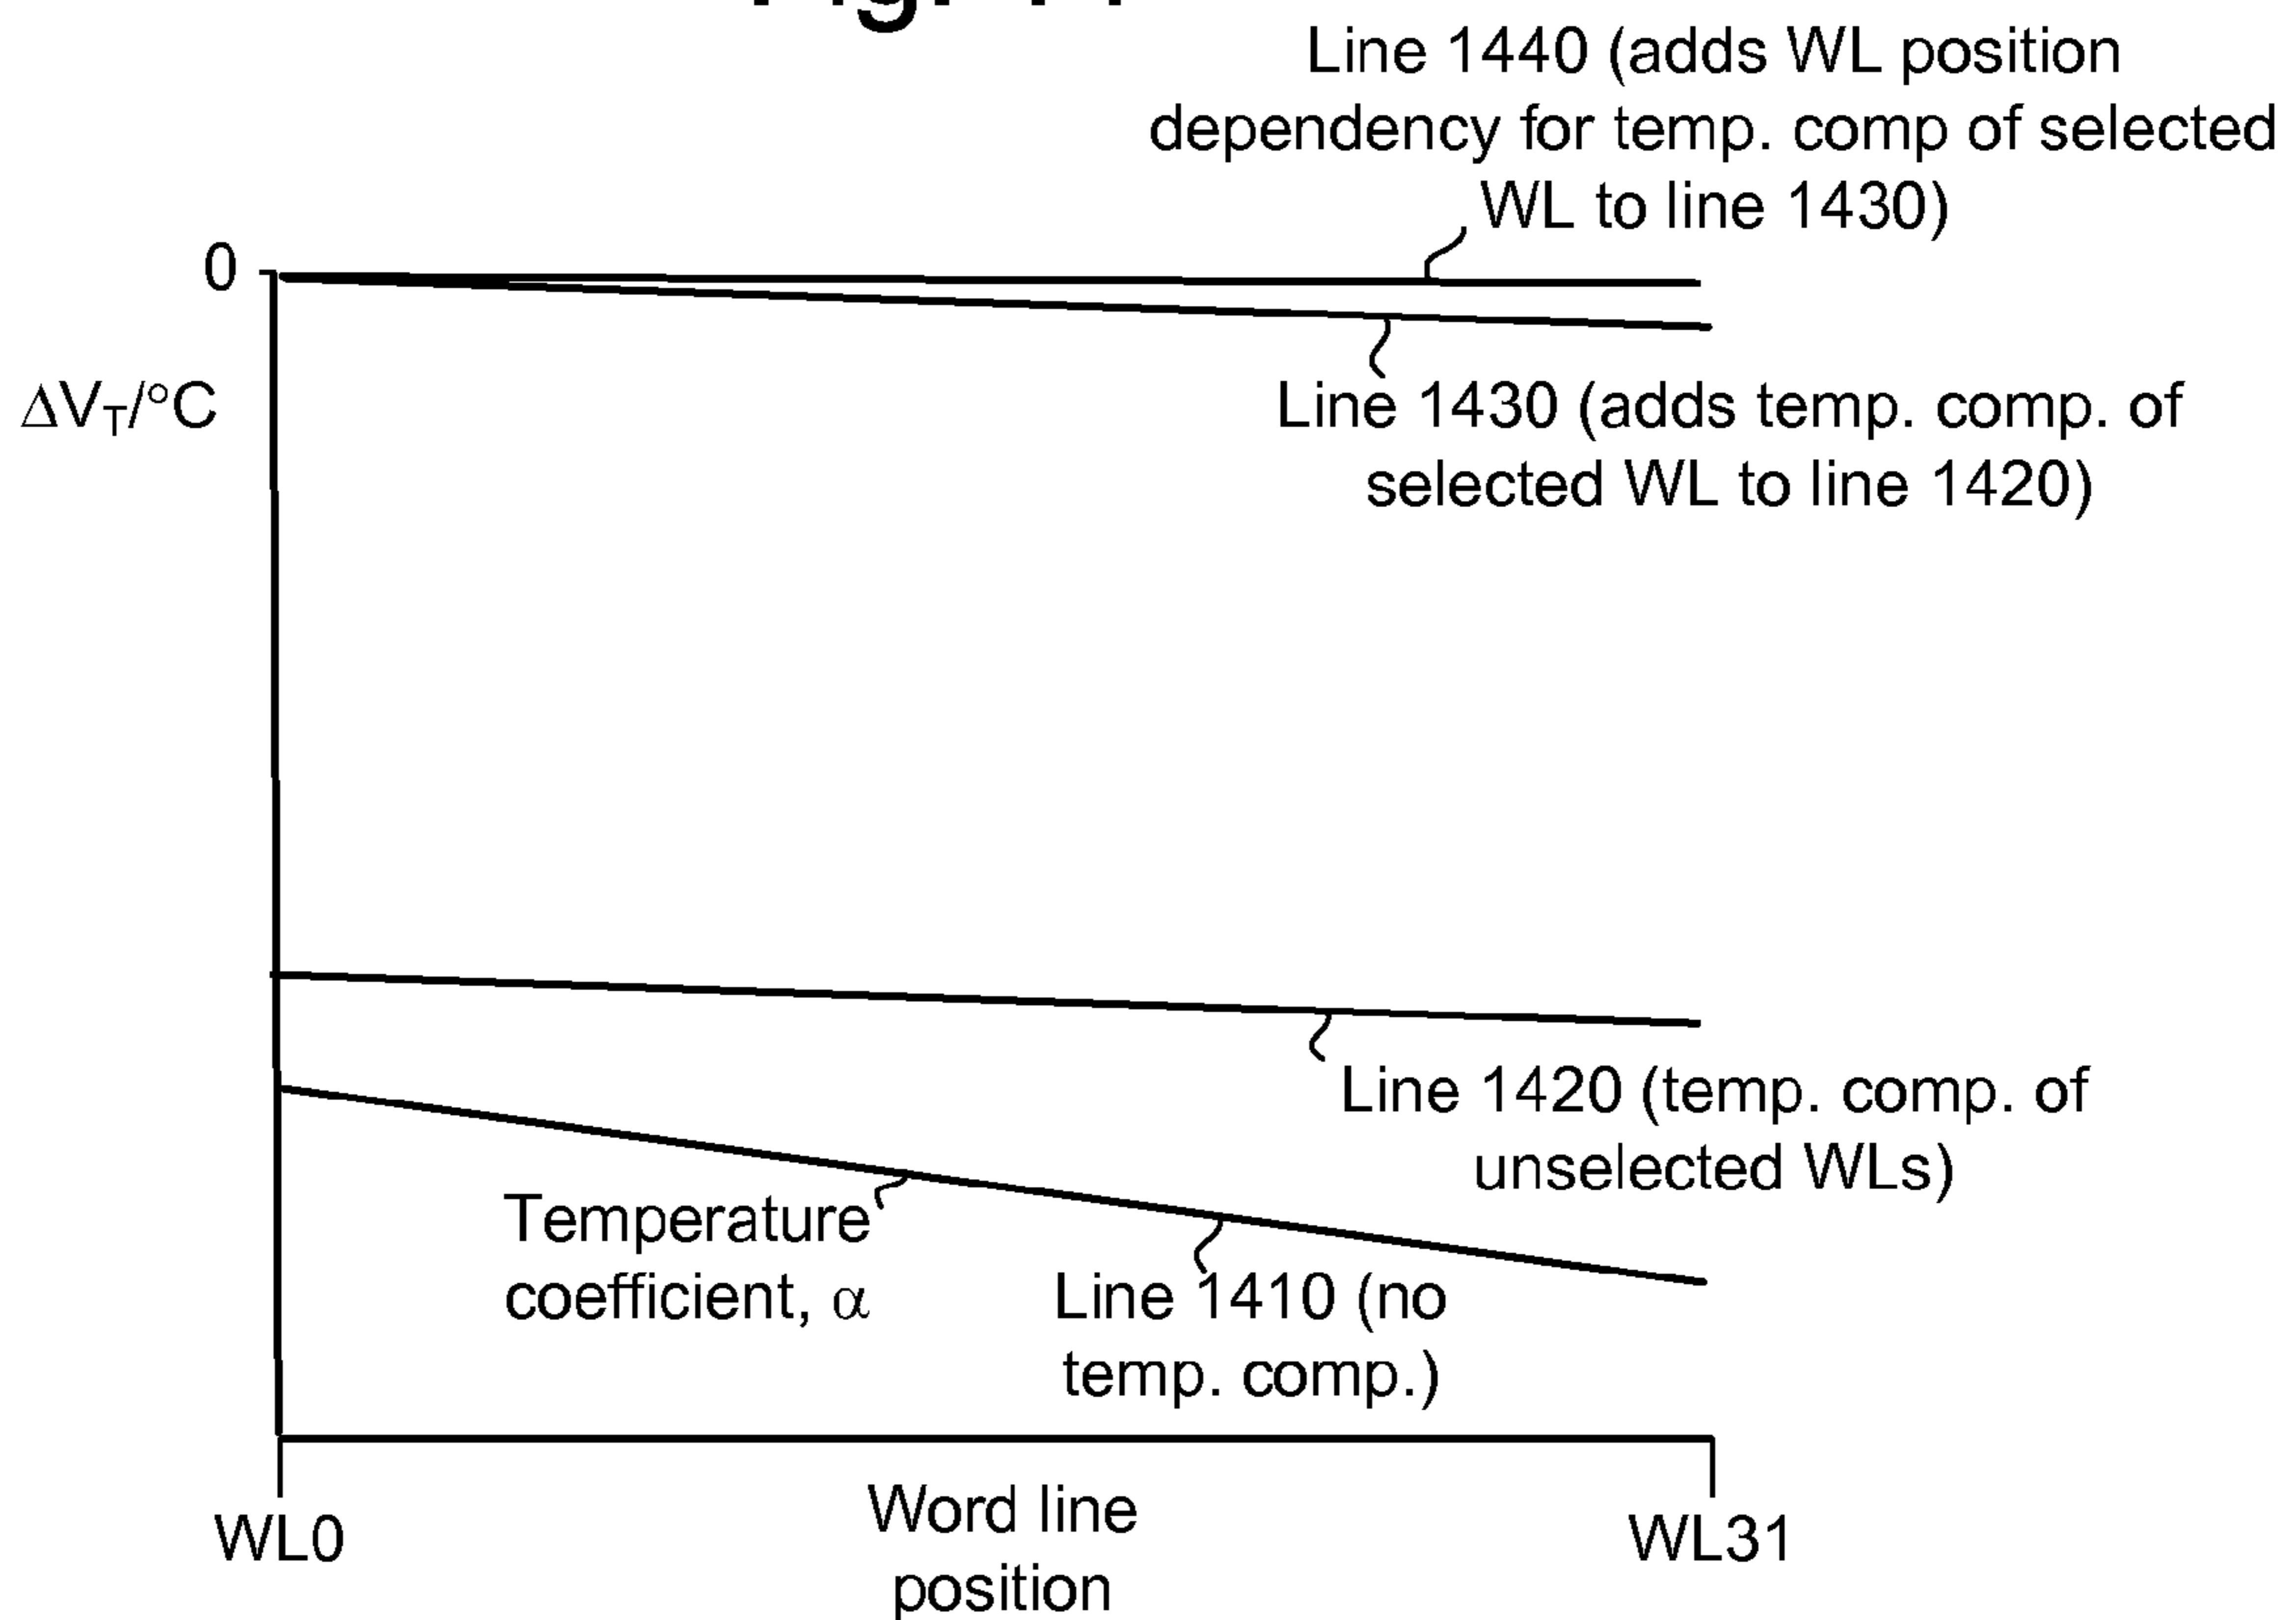 Line 1440 (adds WL position
dependency for temp. comp of selected
WL to line 1430)
0
ΔV_T/°C
Line 1430 (adds temp. comp. of
selected WL to line 1420)
Line 1420 (temp. comp. of
unselected WLs)
Temperature
coefficient, α
Line 1410 (no
temp. comp.)
WL0
Word line
position
WL31